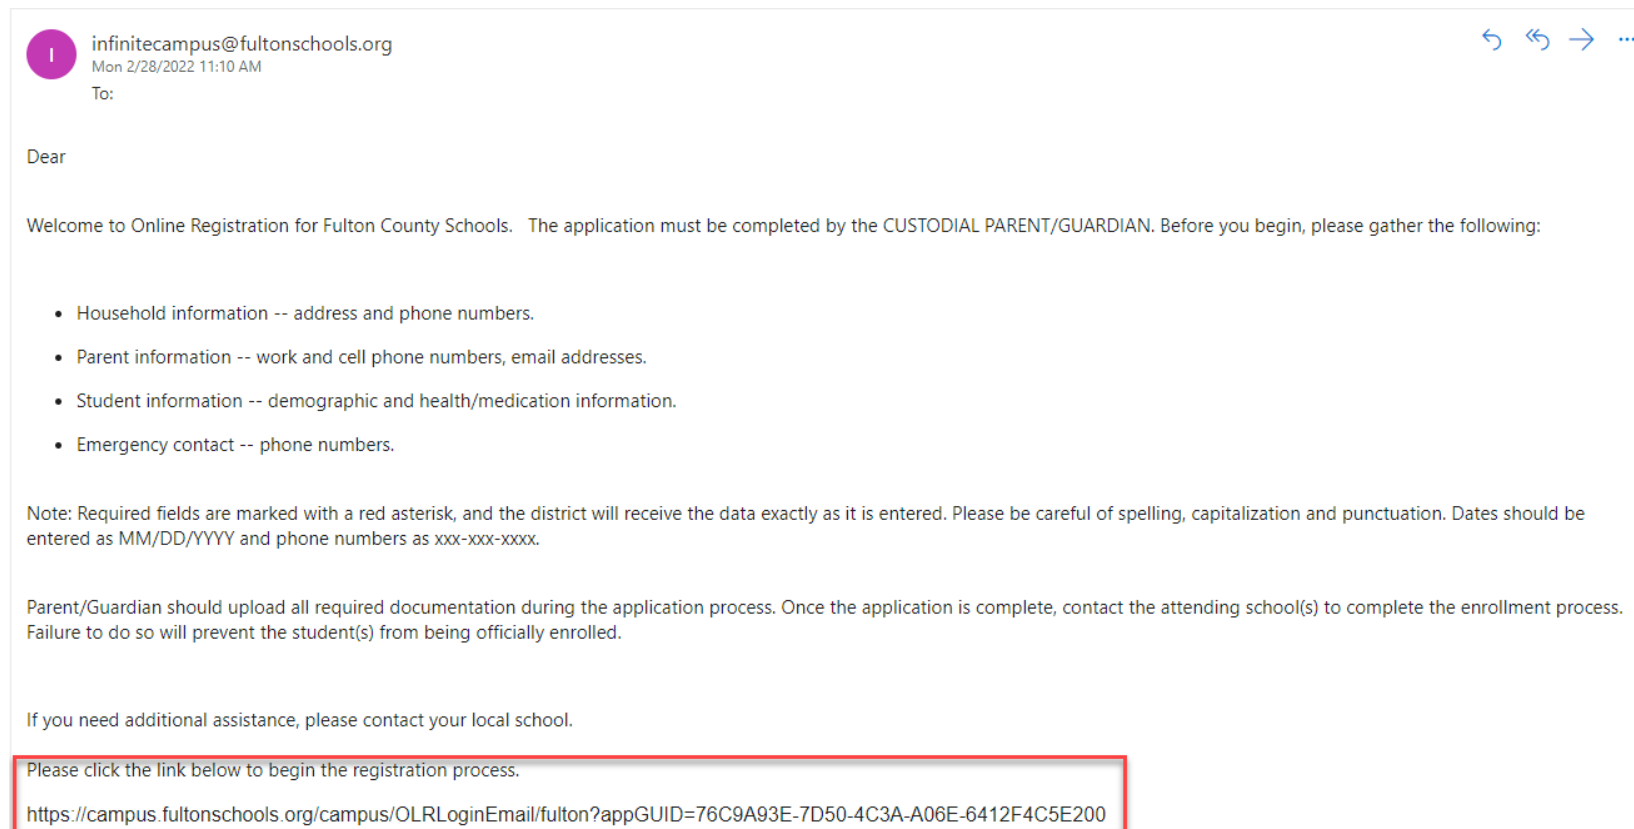 I
infinitecampus@fultonschools.org
Mon 2/28/2022 11:10 AM
To:
Dear
Welcome to Online Registration for Fulton County Schools.   The application must be completed by the CUSTODIAL PARENT/GUARDIAN. Before you begin, please gather the following:
• Household information -- address and phone numbers.
• Parent information -- work and cell phone numbers, email addresses.
• Student information -- demographic and health/medication information.
• Emergency contact -- phone numbers.
Note: Required fields are marked with a red asterisk, and the district will receive the data exactly as it is entered. Please be careful of spelling, capitalization and punctuation. Dates should be
entered as MM/DD/YYYY and phone numbers as xxx-xxx-xxxx.
Parent/Guardian should upload all required documentation during the application process. Once the application is complete, contact the attending school(s) to complete the enrollment process.
Failure to do so will prevent the student(s) from being officially enrolled.
If you need additional assistance, please contact your local school.
Please click the link below to begin the registration process.
https://campus.fultonschools.org/campus/OLRLoginEmail/fulton?appGUID=76C9A93E-7D50-4C3A-A06E-6412F4C5E200